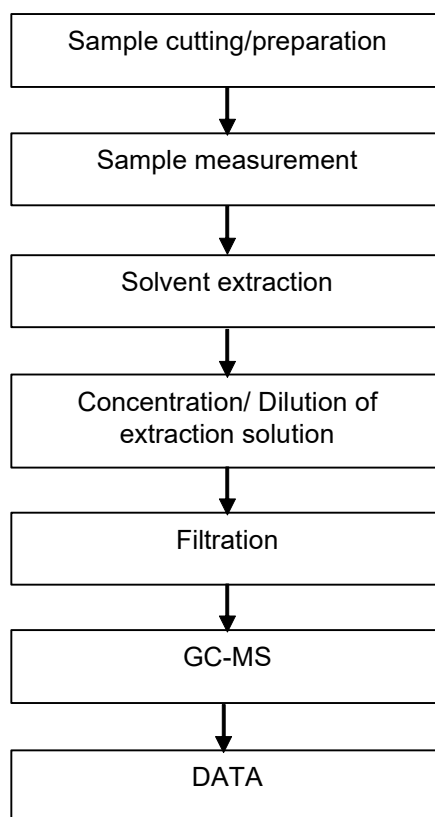 Sample cutting/preparation
Sample measurement
Solvent extraction
Concentration/ Dilution of
extraction solution
Filtration
GC-MS
DATA